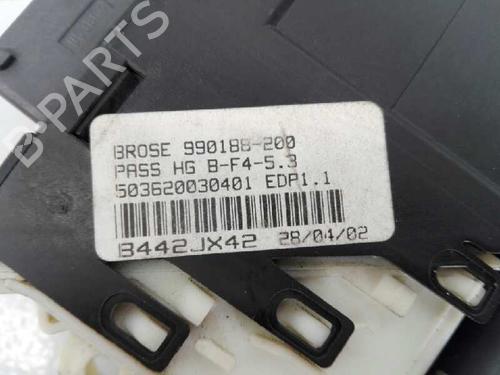 B-PARTS
BROSE 990188-200
PASS HG B-F4-5.3
503620030401 EDP1.1
B442JX42 28/04/02